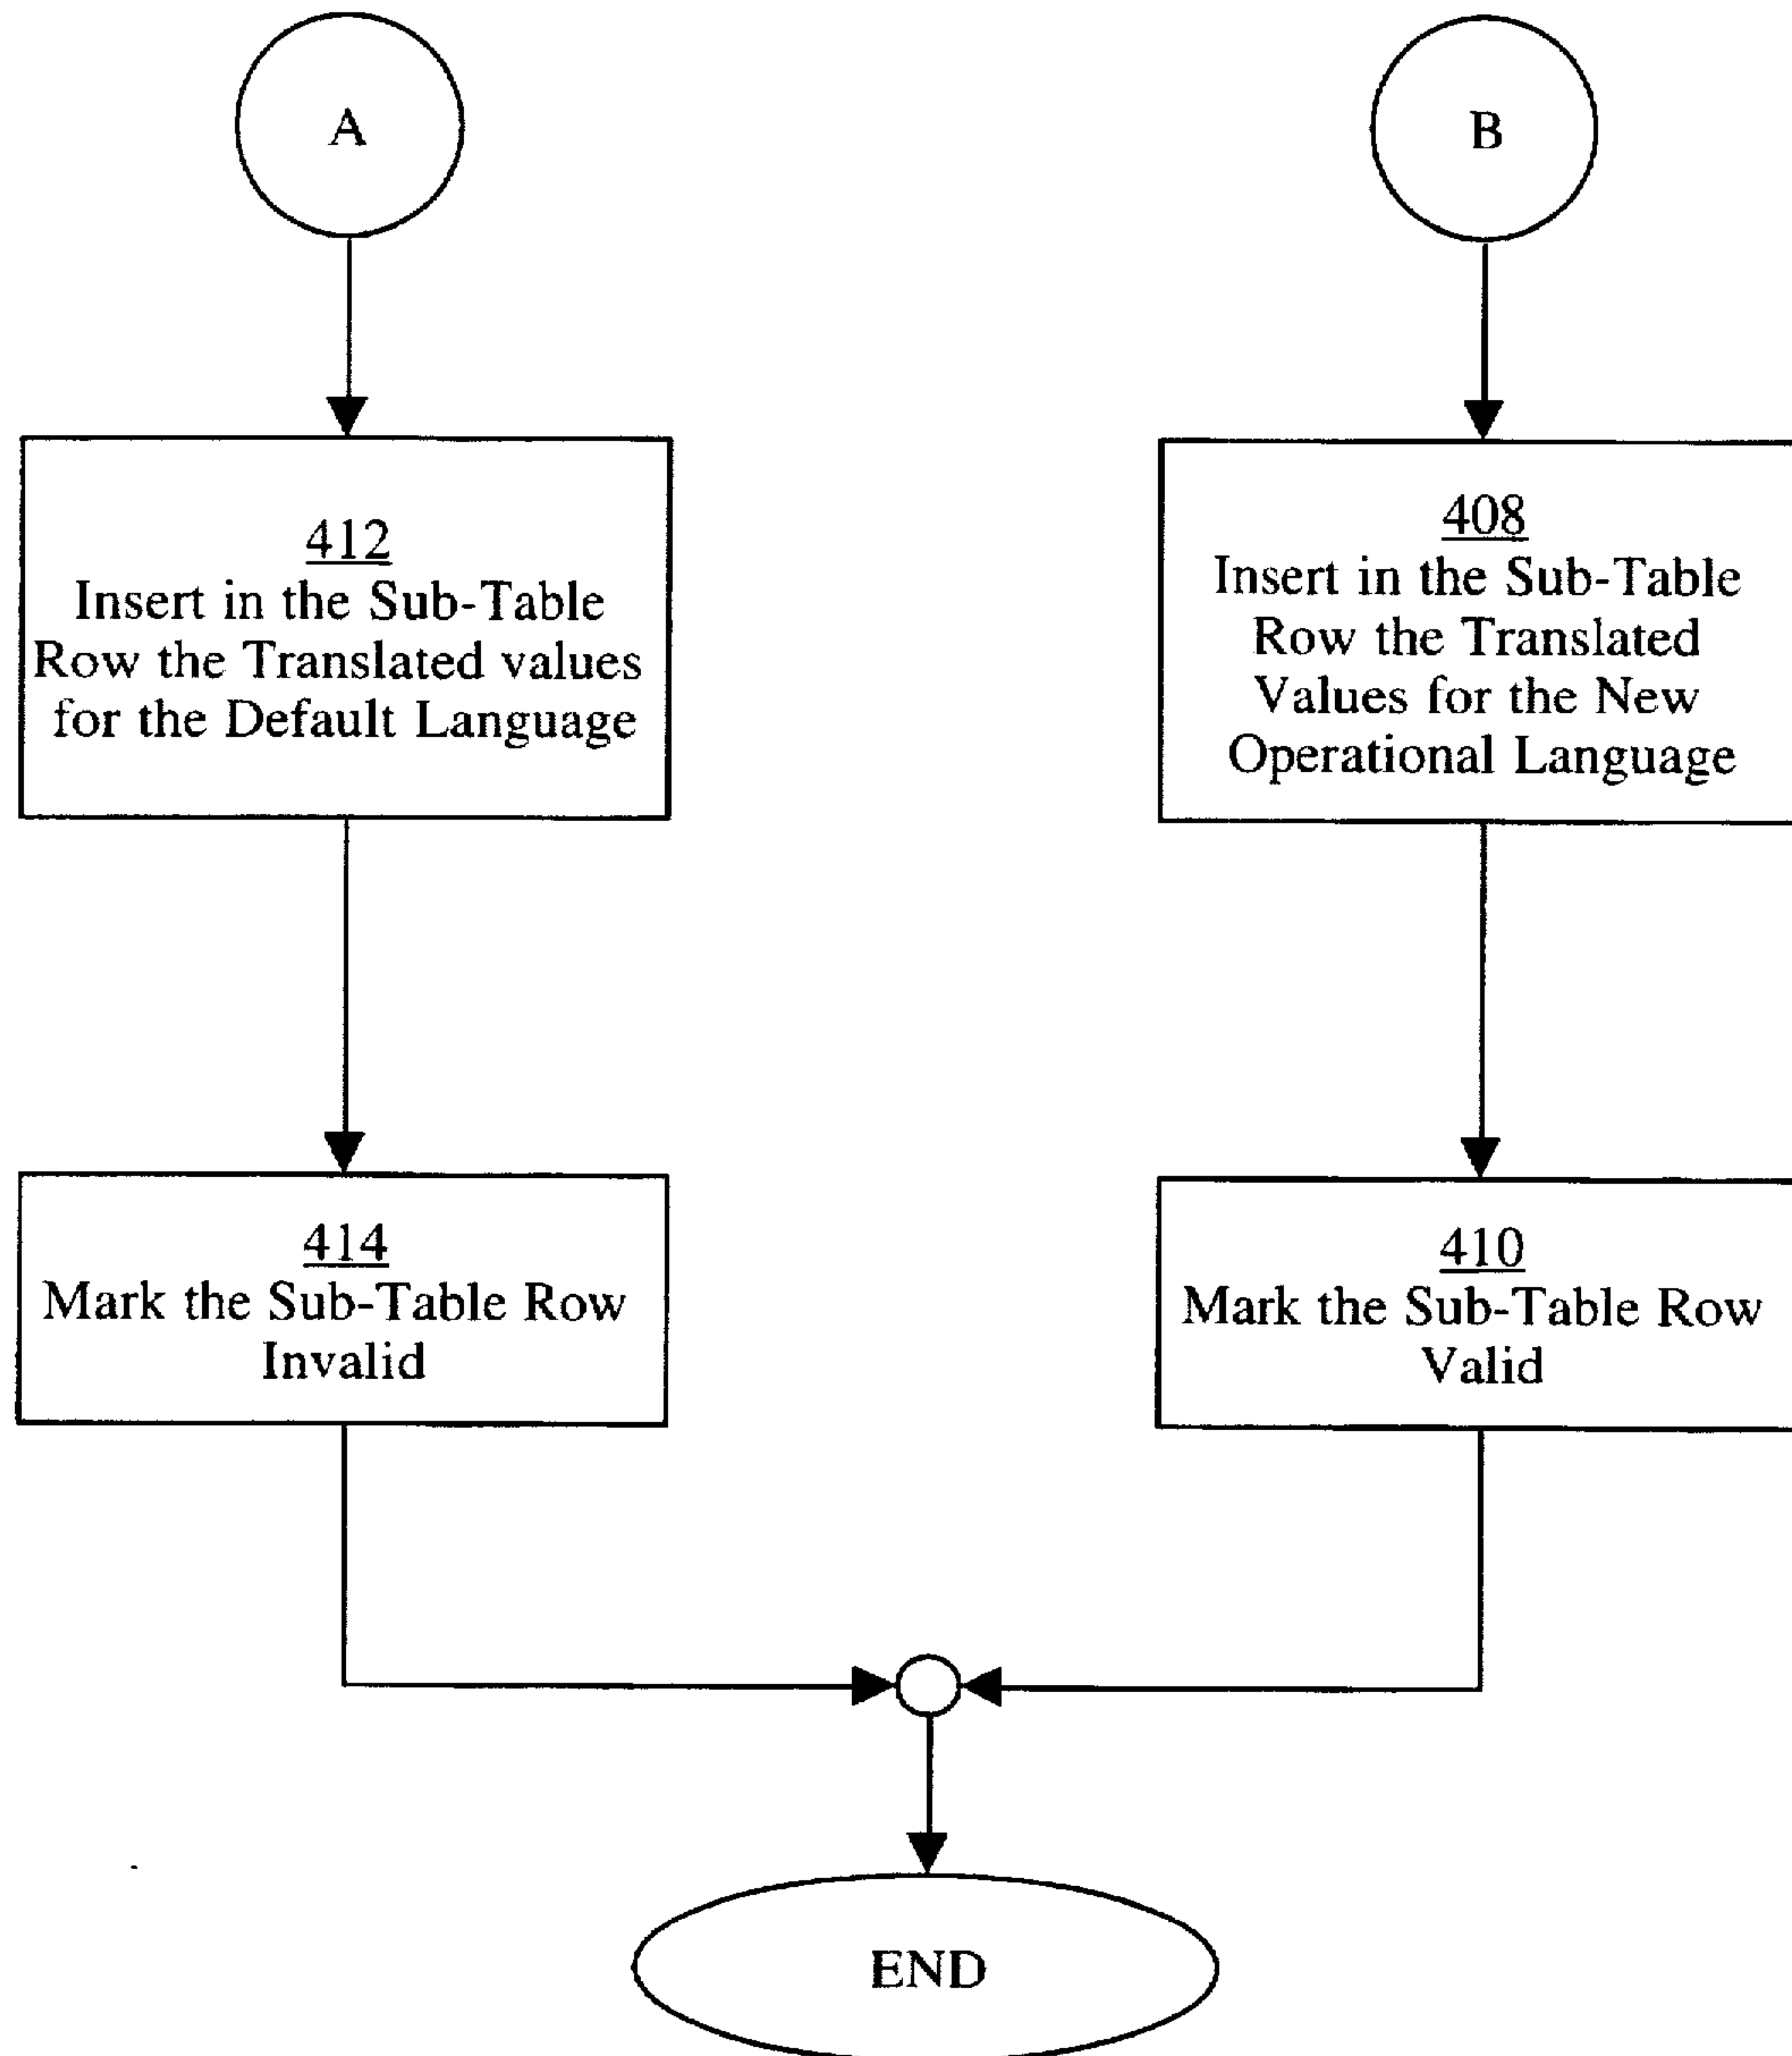 A
B
412
Insert in the Sub-Table
Row the Translated values
for the Default Language
408
Insert in the Sub-Table
Row the Translated
Values for the New
Operational Language
414
Mark the Sub-Table Row
Invalid
410
Mark the Sub-Table Row
Valid
END